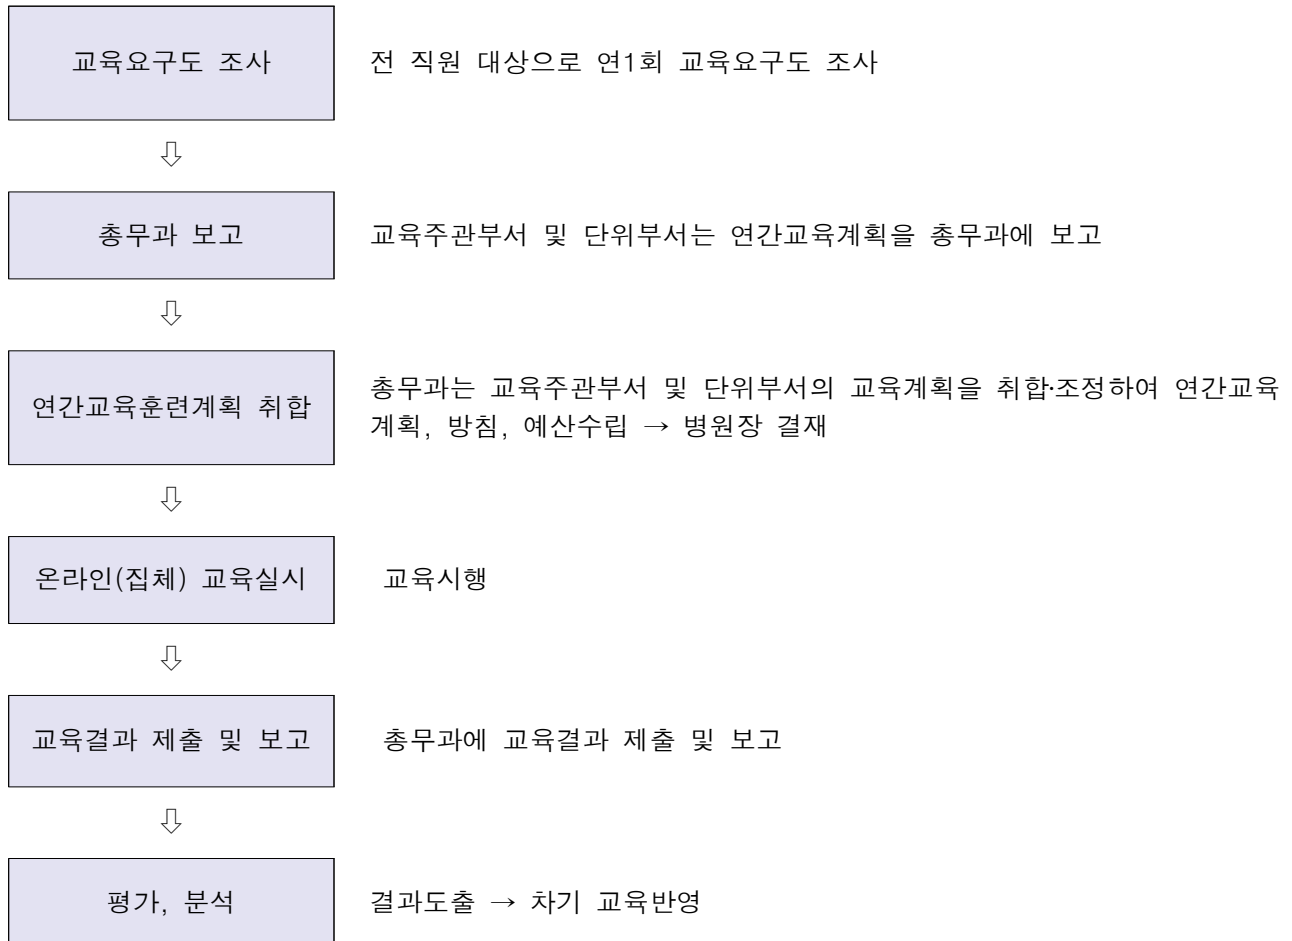 교육요구도 조사
전 직원 대상으로 연1회 교육요구도 조사
⇩
총무과 보고
교육주관부서 및 단위부서는 연간교육계획을 총무과에 보고
⇩
연간교육훈련계획 취합
총무과는 교육주관부서 및 단위부서의 교육계획을 취합·조정하여 연간교육
계획, 방침, 예산수립 → 병원장 결재
⇩
온라인(집체) 교육실시
교육시행
⇩
교육결과 제출 및 보고
총무과에 교육결과 제출 및 보고
⇩
평가, 분석
결과도출 → 차기 교육반영